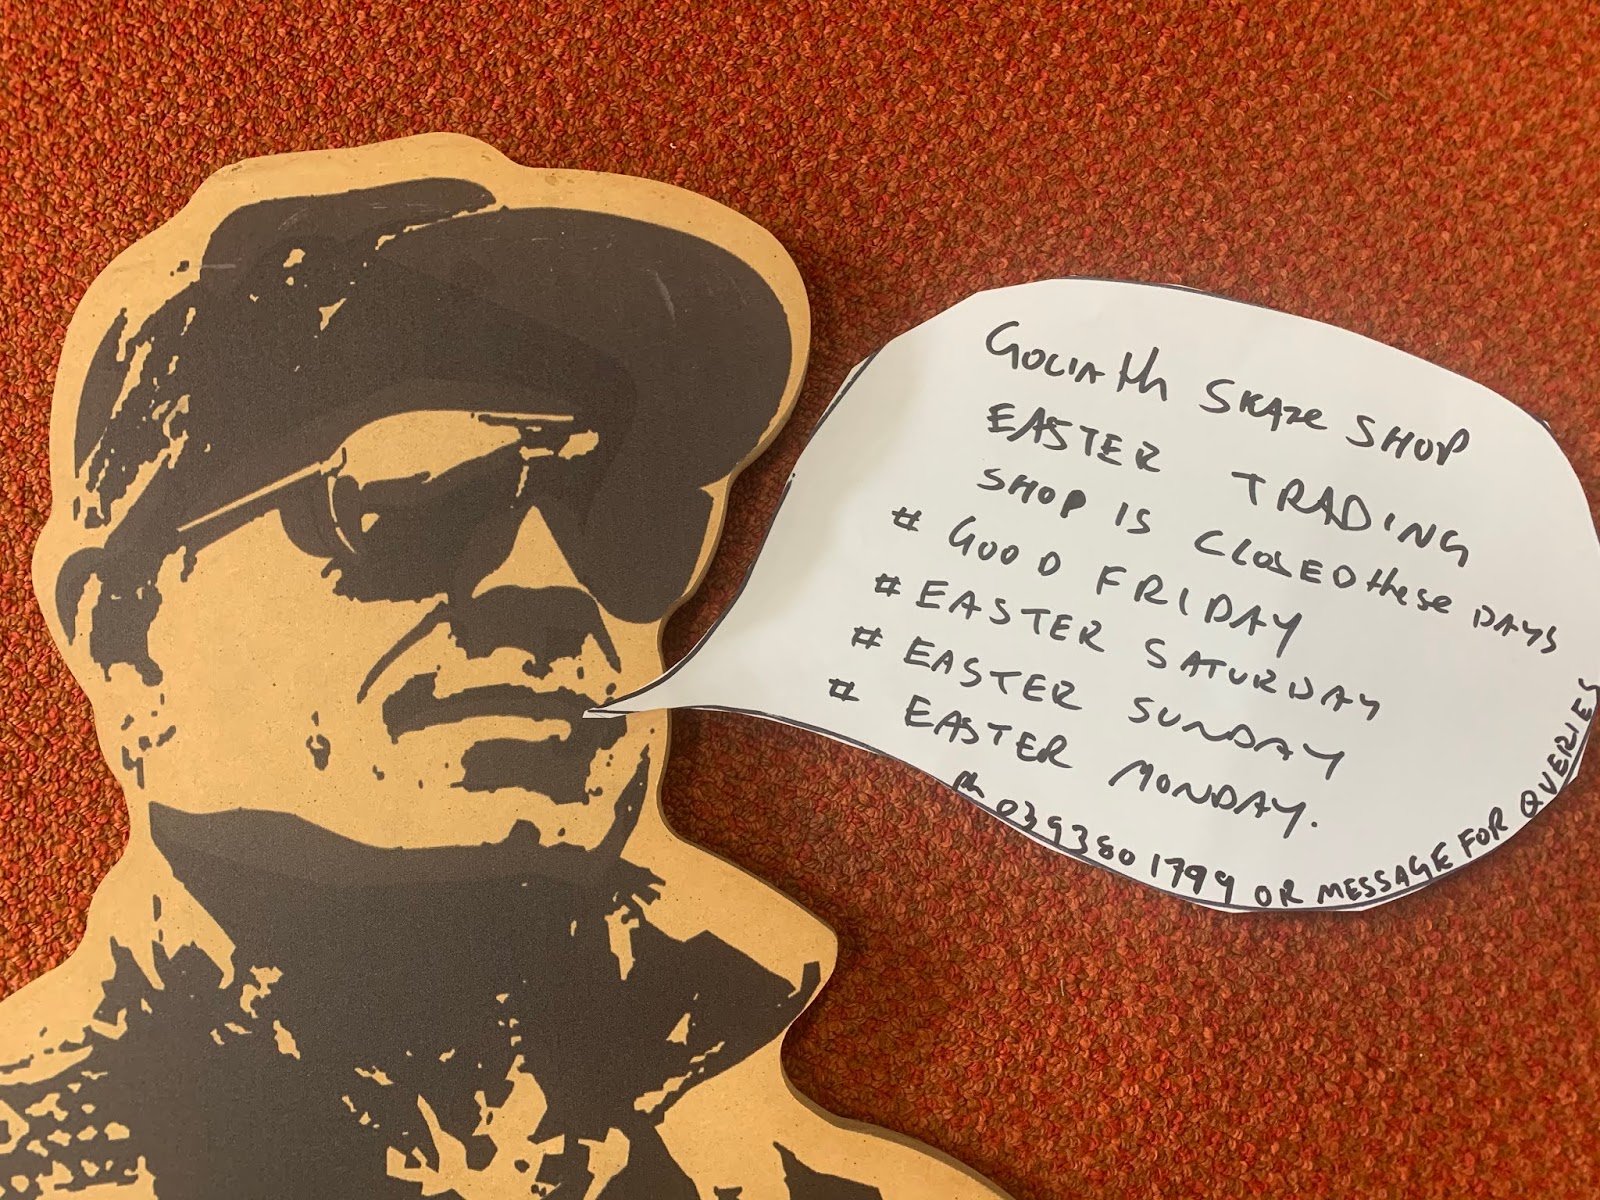 GOLIATH SKATE SHOP
EASTER TRADING
SHOP IS CLOSED these DAYS
# GOOD FRIDAY
# EASTER SATURDAY
# EASTER SUNDAY
# EASTER MONDAY.
Ph 0393801799 OR MESSAGE FOR QUERIES